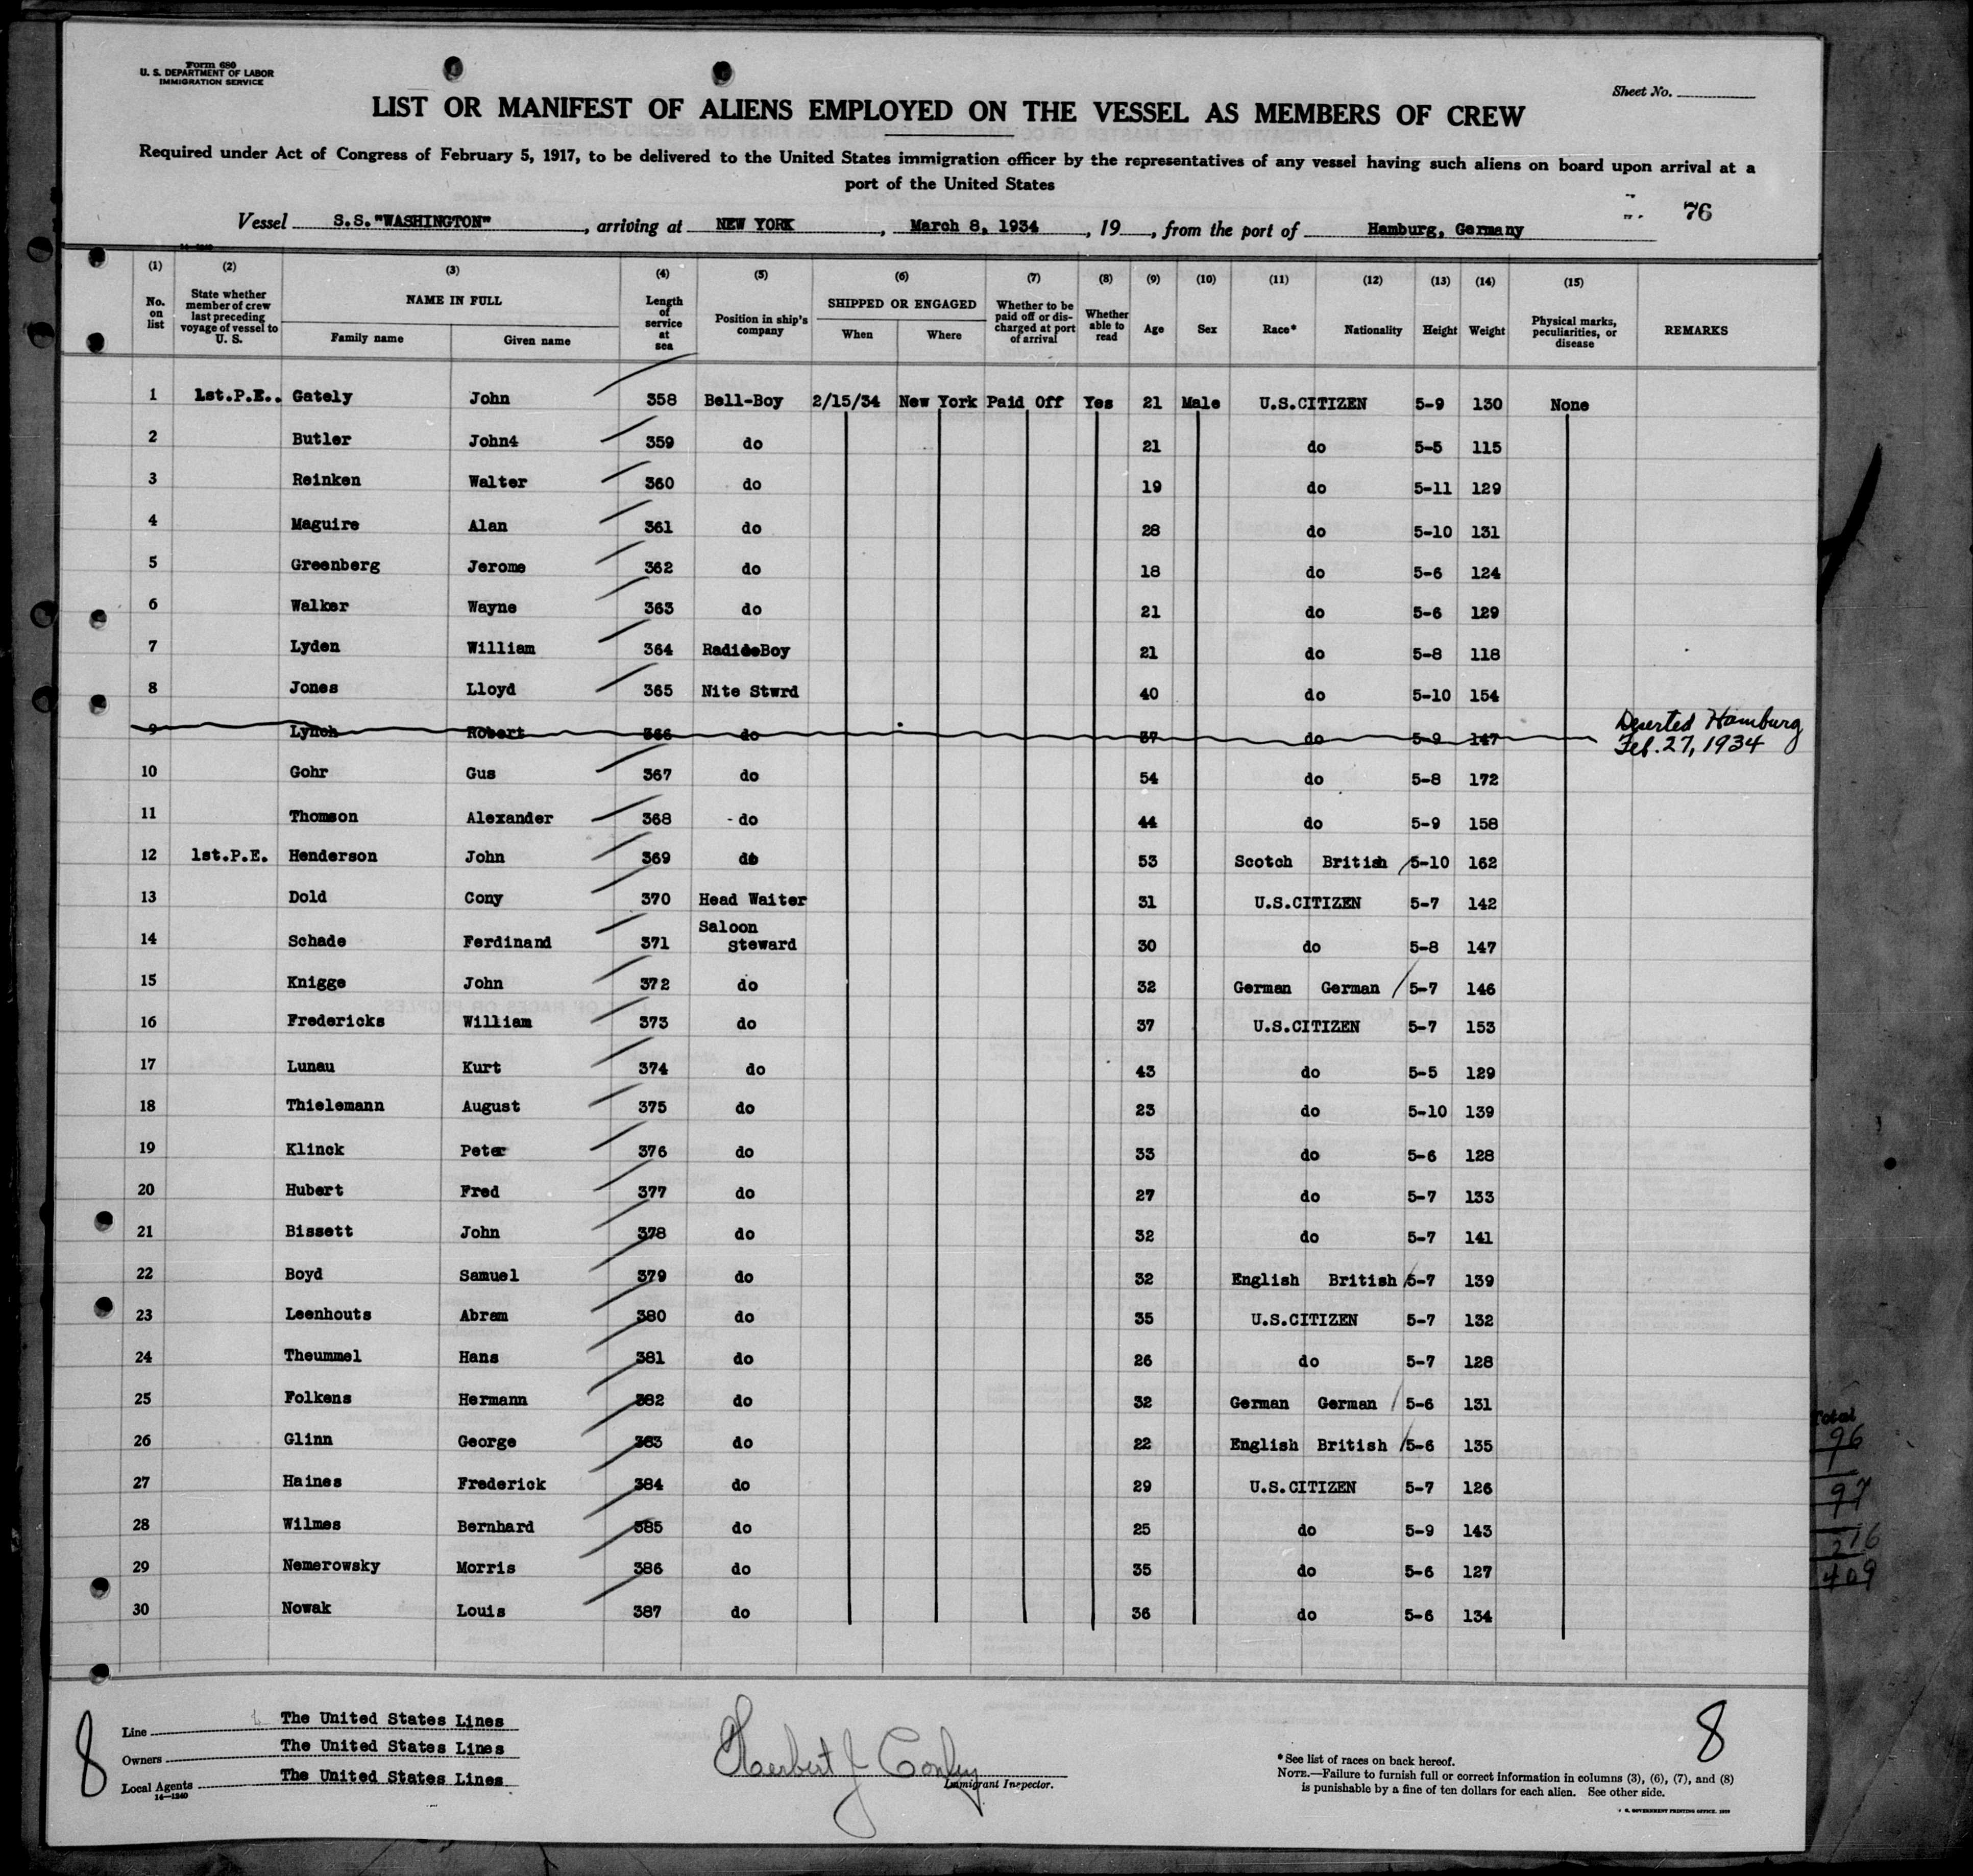 Form 680
U. S. DEPARTMENT OF LABOR
IMMIGRATION SERVICE
Sheet No.
LIST OR MANIFEST OF ALIENS EMPLOYED ON THE VESSEL AS MEMBERS OF CREW
Required under Act of Congress of February 5, 1917, to be delivered to the United States immigration officer by the representatives of any vessel having such aliens on board upon arrival at a
port of the United States
76
Vessel S.S."WASHINGTON", arriving at NEW YORK, March 8, 1934, 19, from the port of Hamburg, Germany
14—1240
(1) (2) (3) (4) (5) (6) (7) (8) (9) (10) (11) (12) (13) (14) (15)
No. on list State whether member of crew last preceding voyage of vessel to U. S. NAME IN FULL Family name Given name Length of service at sea Position in ship's company SHIPPED OR ENGAGED When Where Whether to be paid off or discharged at port of arrival Whether able to read Age Sex Race* Nationality Height Weight Physical marks, peculiarities, or disease REMARKS
1 1st.P.E.. Gately John 358 Bell-Boy 2/15/34 New York Paid Off Yes 21 Male U.S.CITIZEN 5-9 130 None
2 Butler John4 359 do 21 do 5-5 115
3 Reinken Walter 360 do 19 do 5-11 129
4 Maguire Alan 361 do 28 do 5-10 131
5 Greenberg Jerome 362 do 18 do 5-6 124
6 Walker Wayne 363 do 21 do 5-6 129
7 Lyden William 364 RadioBoy 21 do 5-8 118
8 Jones Lloyd 365 Nite Stwrd 40 do 5-10 154
9 Lynch Robert 366 do 37 do 5-9 147 Deserted Hamburg
Feb. 27, 1934
10 Gohr Gus 367 do 54 do 5-8 172
11 Thomson Alexander 368 do 44 do 5-9 158
12 1st.P.E. Henderson John 369 do 53 Scotch British 5-10 162
13 Dold Cony 370 Head Waiter 31 U.S.CITIZEN 5-7 142
14 Schade Ferdinand 371 Saloon steward 30 do 5-8 147
15 Knigge John 372 do 32 German German 5-7 146
16 Fredericks William 373 do 37 U.S.CITIZEN 5-7 153
17 Lunau Kurt 374 do 43 do 5-5 129
18 Thielemann August 375 do 23 do 5-10 139
19 Klinck Peter 376 do 33 do 5-6 128
20 Hubert Fred 377 do 27 do 5-7 133
21 Bissett John 378 do 32 do 5-7 141
22 Boyd Samuel 379 do 32 English British 5-7 139
23 Leenhouts Abram 380 do 35 U.S.CITIZEN 5-7 132
24 Theummel Hans 381 do 26 do 5-7 128
25 Folkens Hermann 382 do 32 German German 5-6 131
26 Glinn George 383 do 22 English British 5-6 135
27 Haines Frederick 384 do 29 U.S.CITIZEN 5-7 126
28 Wilmes Bernhard 385 do 25 do 5-9 143
29 Nemerowsky Morris 386 do 35 do 5-6 127
30 Nowak Louis 387 do 36 do 5-6 134
Total
96
1
97
216
409
8
Line The United States Lines
Owners The United States Lines
Local Agents The United States Lines
14—1240
Herbert J Conley
Immigrant Inspector.
8
*See list of races on back hereof.
NOTE.—Failure to furnish full or correct information in columns (3), (6), (7), and (8)
is punishable by a fine of ten dollars for each alien. See other side.
GOVERNMENT PRINTING OFFICE